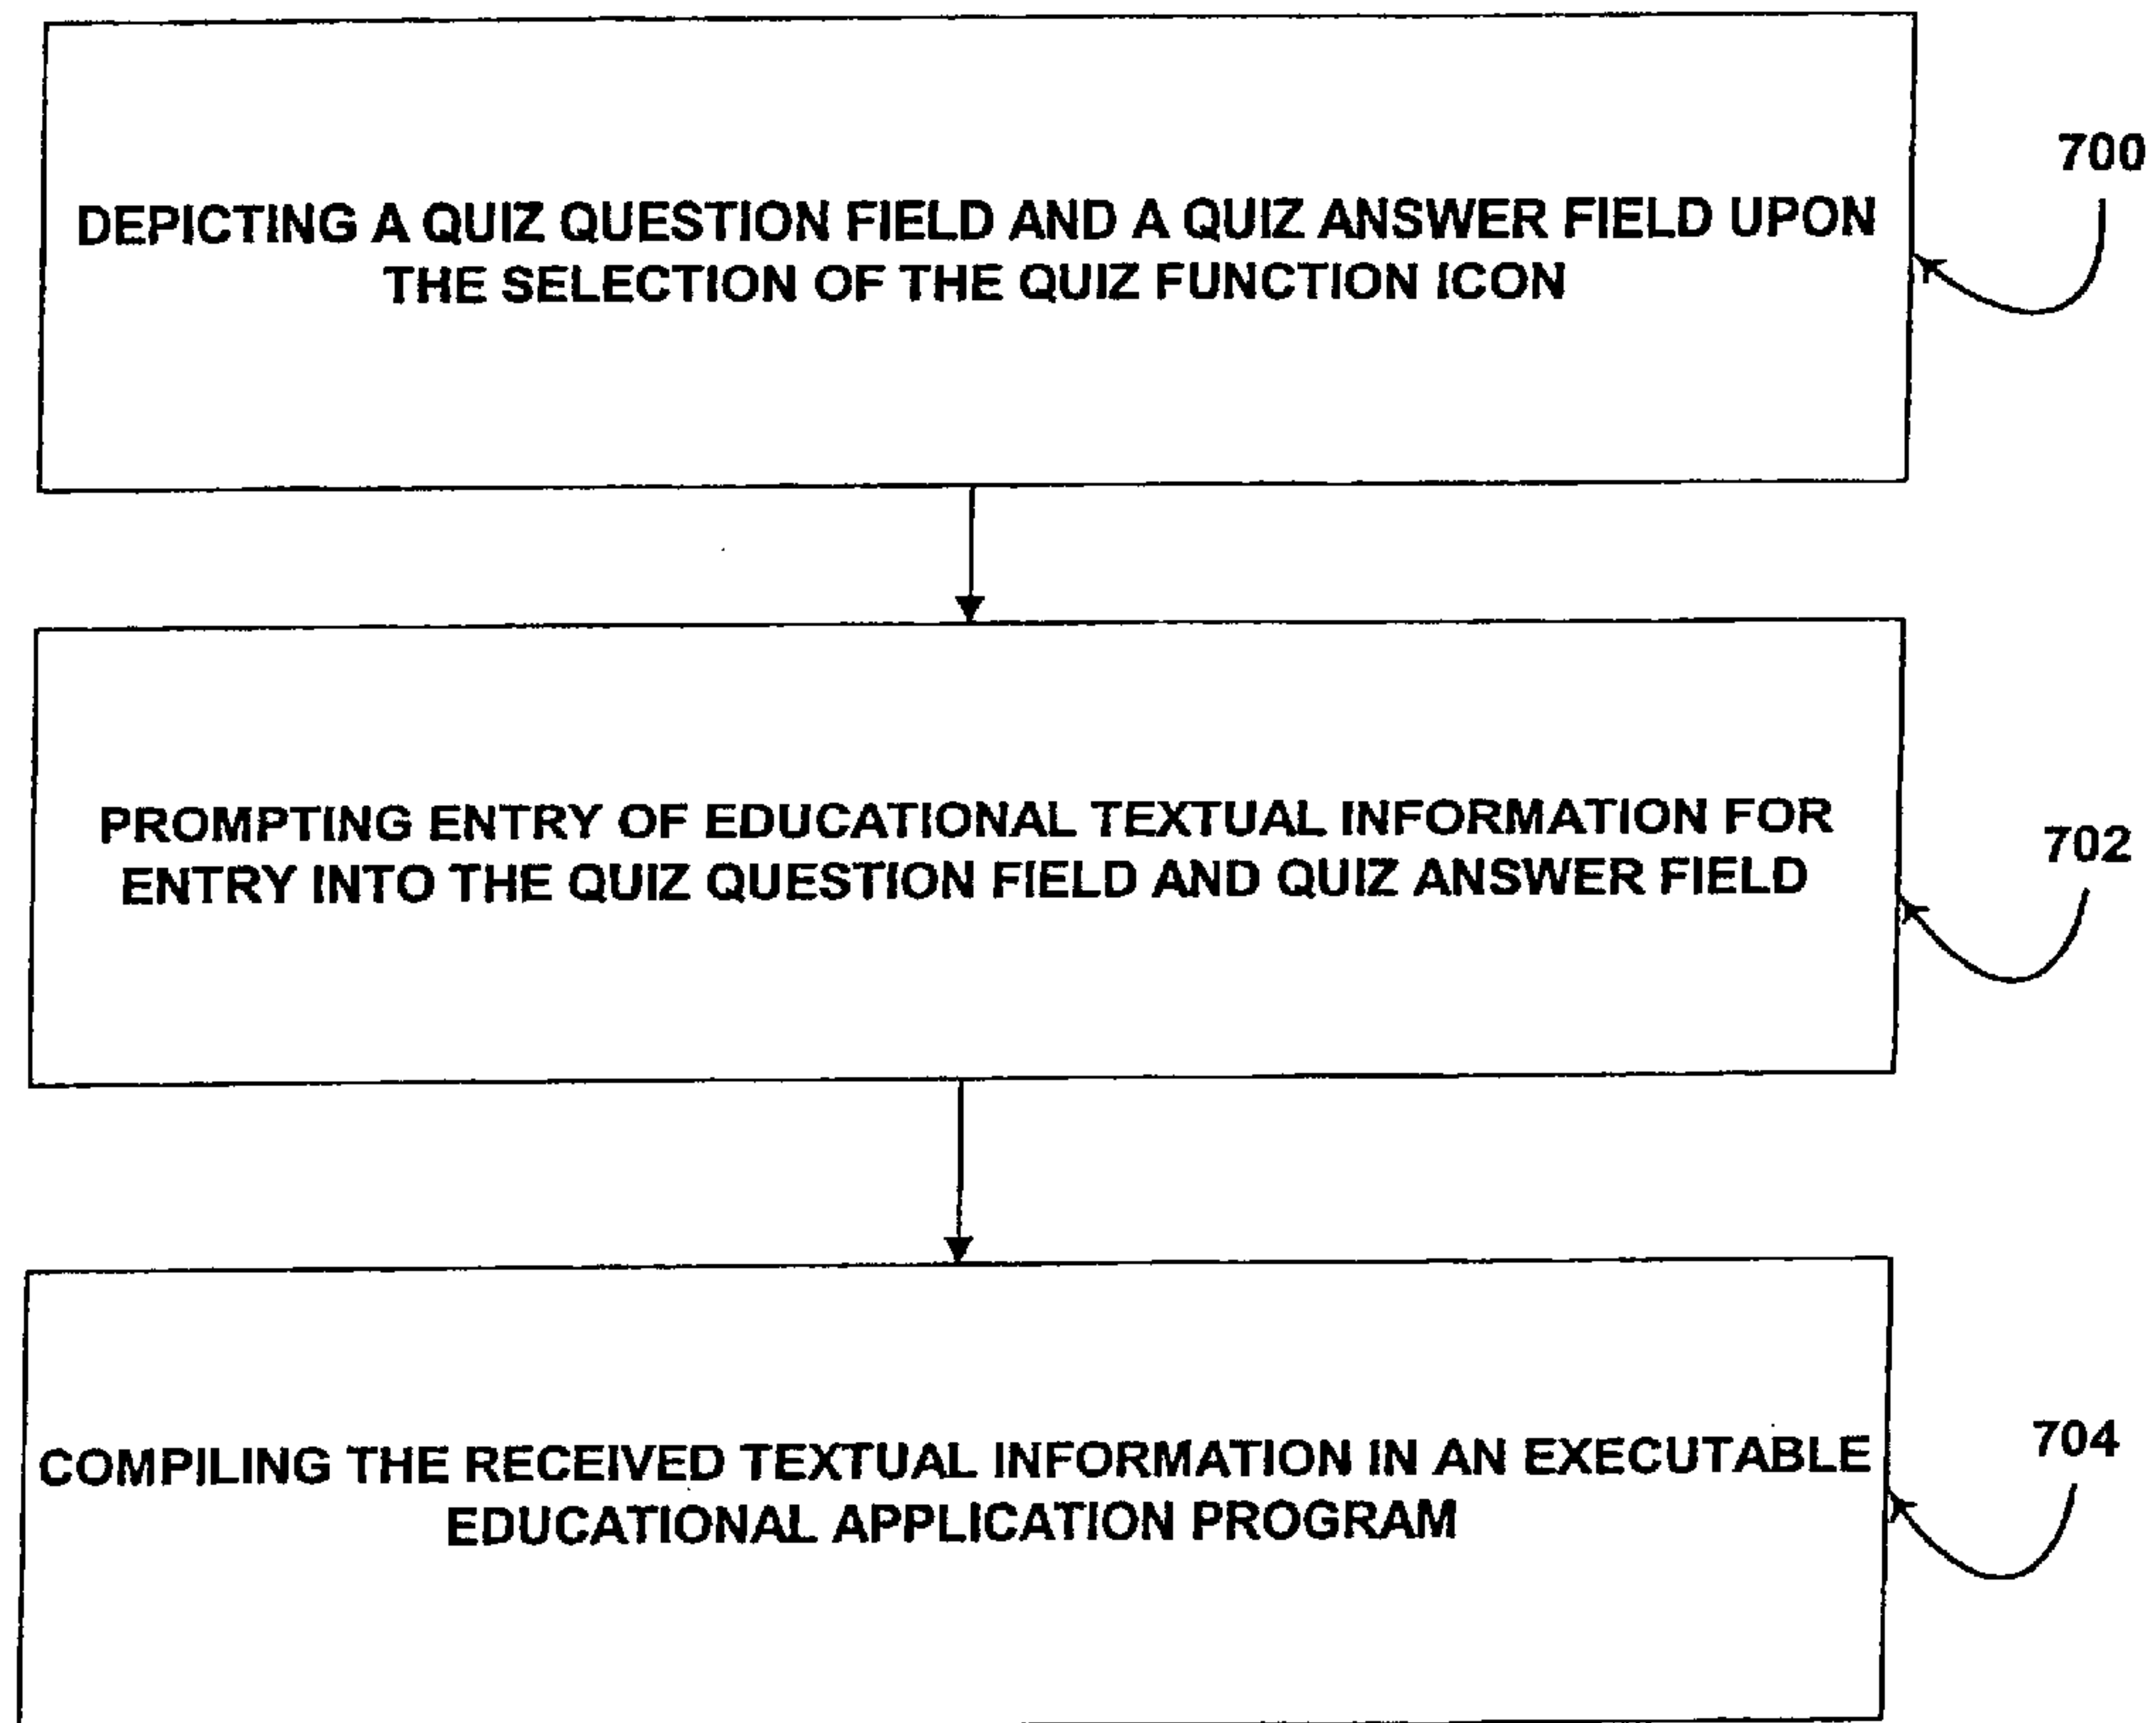 DEPICTING A QUIZ QUESTION FIELD AND A QUIZ ANSWER FIELD UPON
THE SELECTION OF THE QUIZ FUNCTION ICON
700
PROMPTING ENTRY OF EDUCATIONAL TEXTUAL INFORMATION FOR
ENTRY INTO THE QUIZ QUESTION FIELD AND QUIZ ANSWER FIELD
702
COMPILING THE RECEIVED TEXTUAL INFORMATION IN AN EXECUTABLE
EDUCATIONAL APPLICATION PROGRAM
704